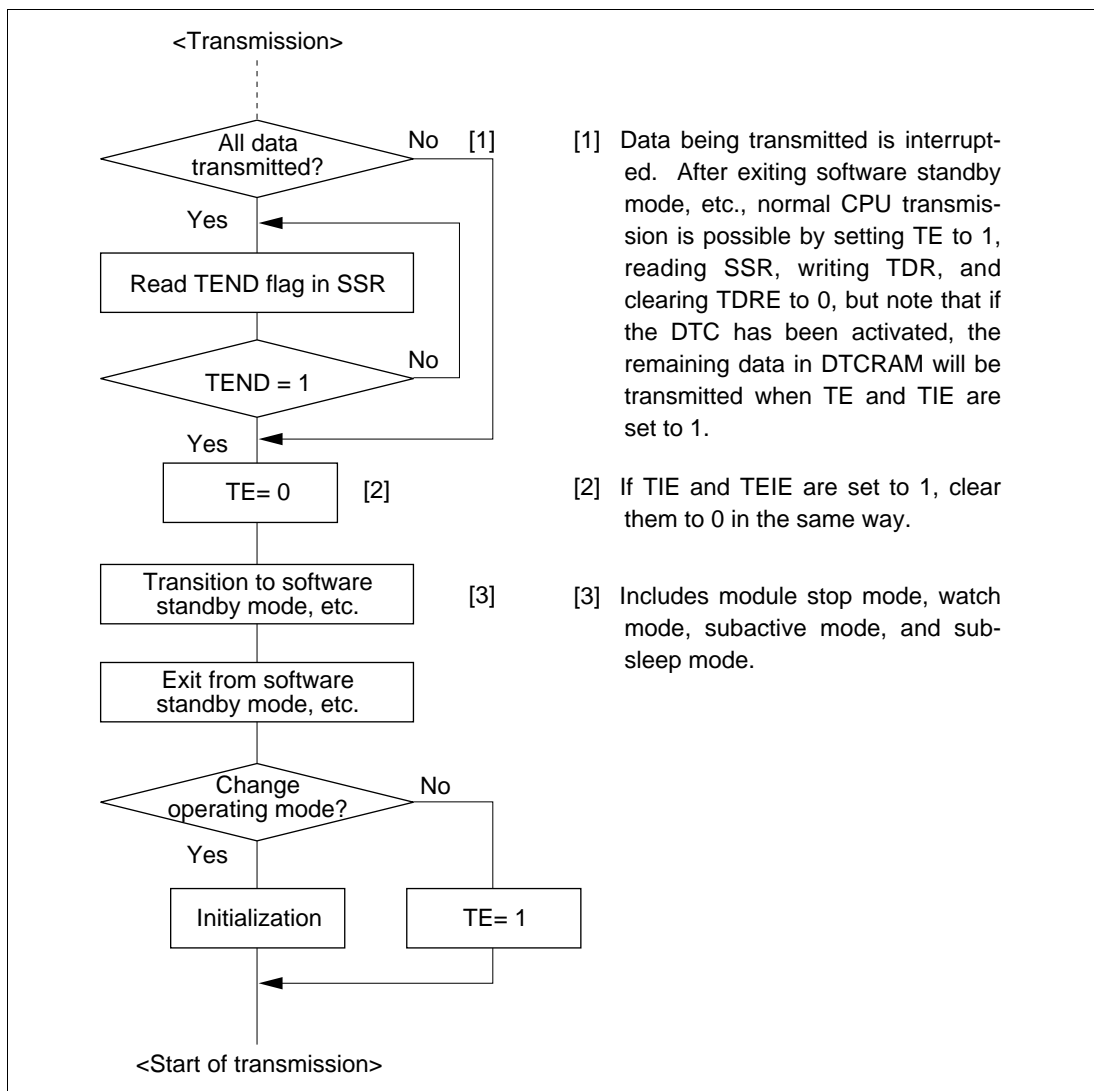 <Transmission>
All data
transmitted?
No
[1]
Yes
Read TEND flag in SSR
TEND = 1
No
Yes
TE= 0
[2]
Transition to software
standby mode, etc.
[3]
Exit from software
standby mode, etc.
Change
operating mode?
No
Yes
Initialization
TE= 1
<Start of transmission>
[1] Data being transmitted is interrupt-
ed. After exiting software standby
mode, etc., normal CPU transmis-
sion is possible by setting TE to 1,
reading SSR, writing TDR, and
clearing TDRE to 0, but note that if
the DTC has been activated, the
remaining data in DTCRAM will be
transmitted when TE and TIE are
set to 1.
[2] If TIE and TEIE are set to 1, clear
them to 0 in the same way.
[3] Includes module stop mode, watch
mode, subactive mode, and sub-
sleep mode.